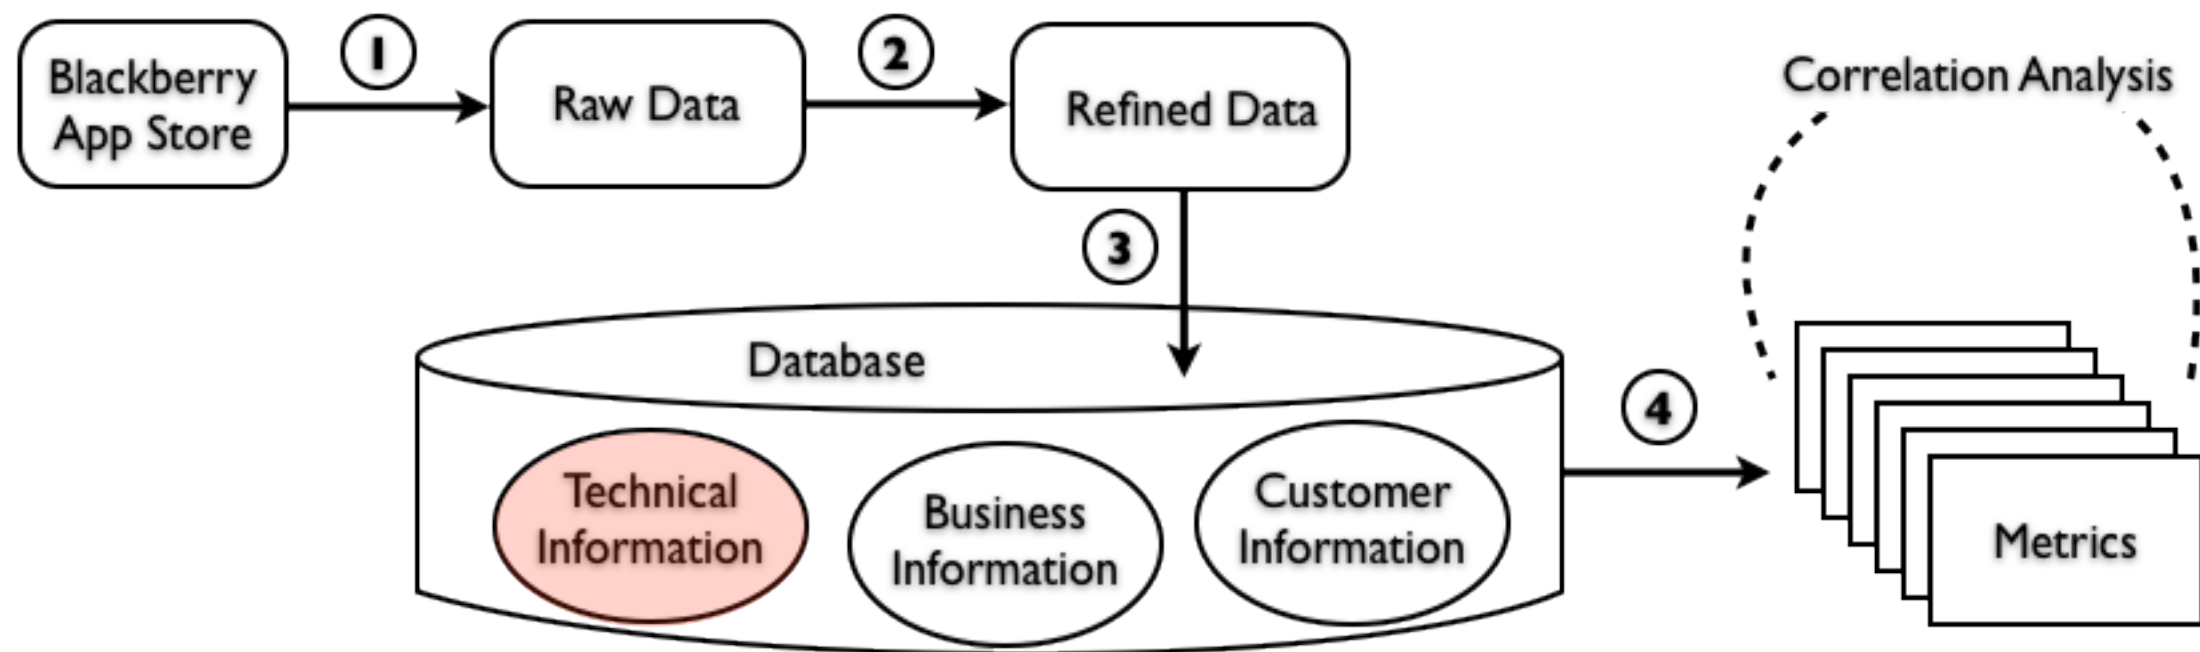 Blackberry
App Store
1
Raw Data
2
Refined Data
Correlation Analysis
3
Database
4
Technical
Information
Business
Information
Customer
Information
Metrics